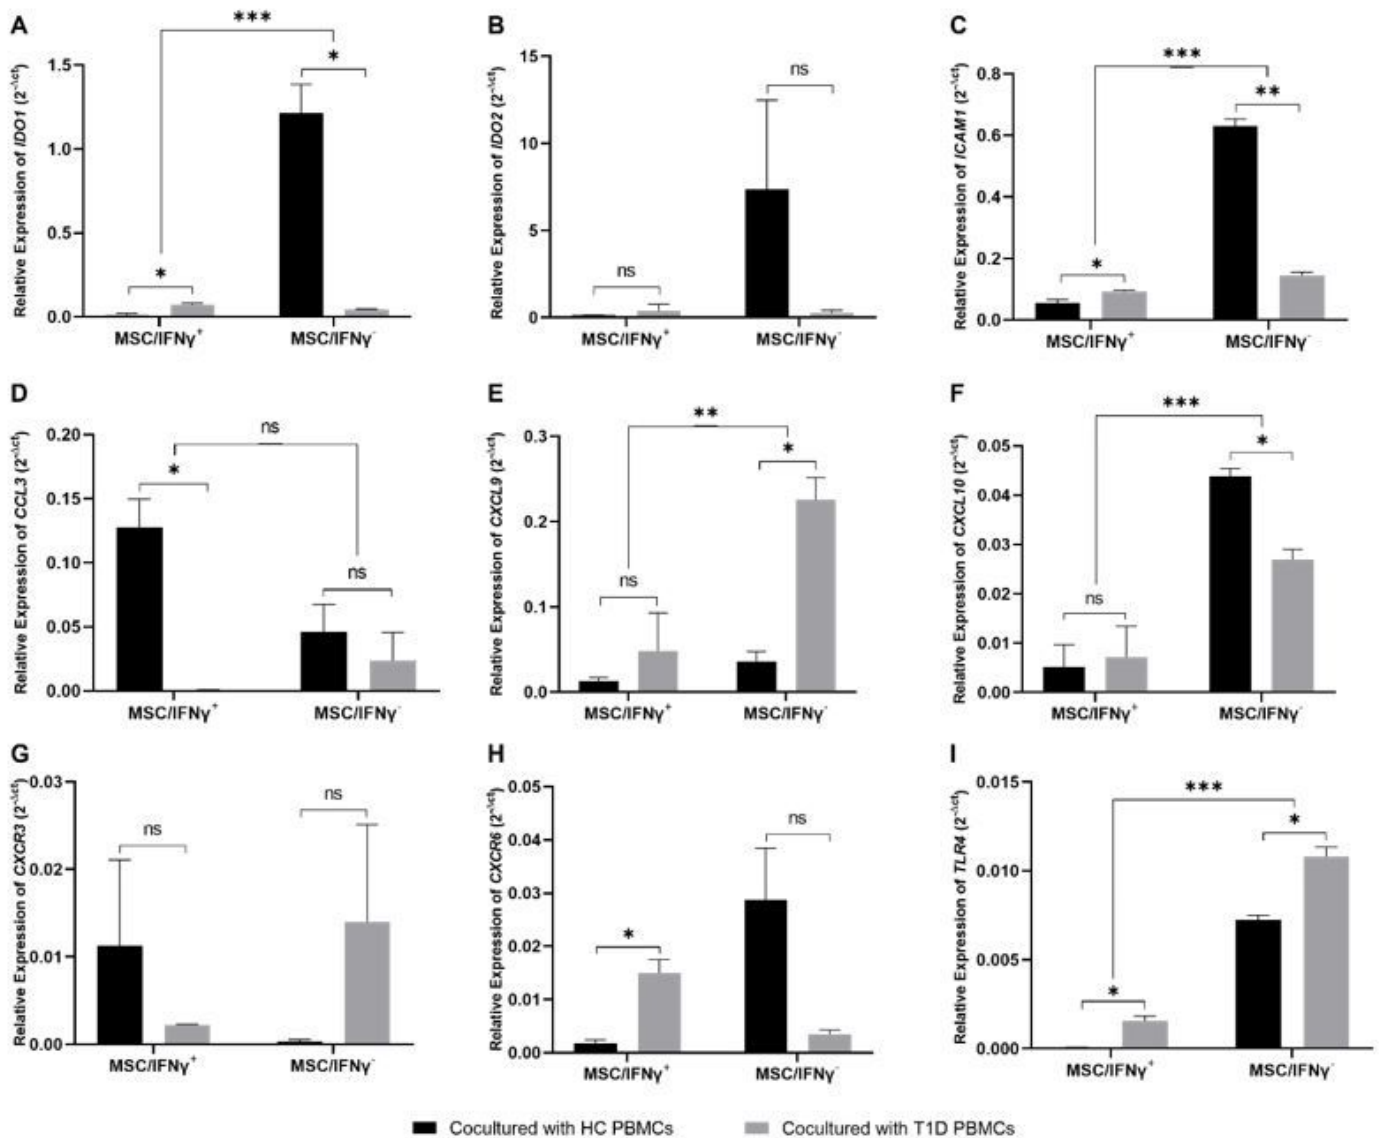 A
***
*
1.5
1.0
0.5
0.0
*
Relative Expression of IDO1 (2^-Δct)
MSC/IFNγ+ MSC/IFNγ-
B
ns
15
10
5
0
ns
Relative Expression of IDO2 (2^-Δct)
MSC/IFNγ+ MSC/IFNγ-
C
***
**
0.8
0.6
0.4
0.2
0.0
*
Relative Expression of ICAM1 (2^-Δct)
MSC/IFNγ+ MSC/IFNγ-
D
ns
*
ns
0.20
0.15
0.10
0.05
0.00
Relative Expression of CCL3 (2^-Δct)
MSC/IFNγ+ MSC/IFNγ-
E
**
*
ns
0.3
0.2
0.1
0.0
Relative Expression of CXCL9 (2^-Δct)
MSC/IFNγ+ MSC/IFNγ-
F
***
*
ns
0.05
0.04
0.03
0.02
0.01
0.00
Relative Expression of CXCL10 (2^-Δct)
MSC/IFNγ+ MSC/IFNγ-
G
ns
ns
0.03
0.02
0.01
0.00
Relative Expression of CXCR3 (2^-Δct)
MSC/IFNγ+ MSC/IFNγ-
H
ns
*
0.05
0.04
0.03
0.02
0.01
0.00
Relative Expression of CXCR6 (2^-Δct)
MSC/IFNγ+ MSC/IFNγ-
I
***
*
*
0.015
0.010
0.005
0.000
Relative Expression of TLR4 (2^-Δct)
MSC/IFNγ+ MSC/IFNγ-
Cocultured with HC PBMCs Cocultured with T1D PBMCs